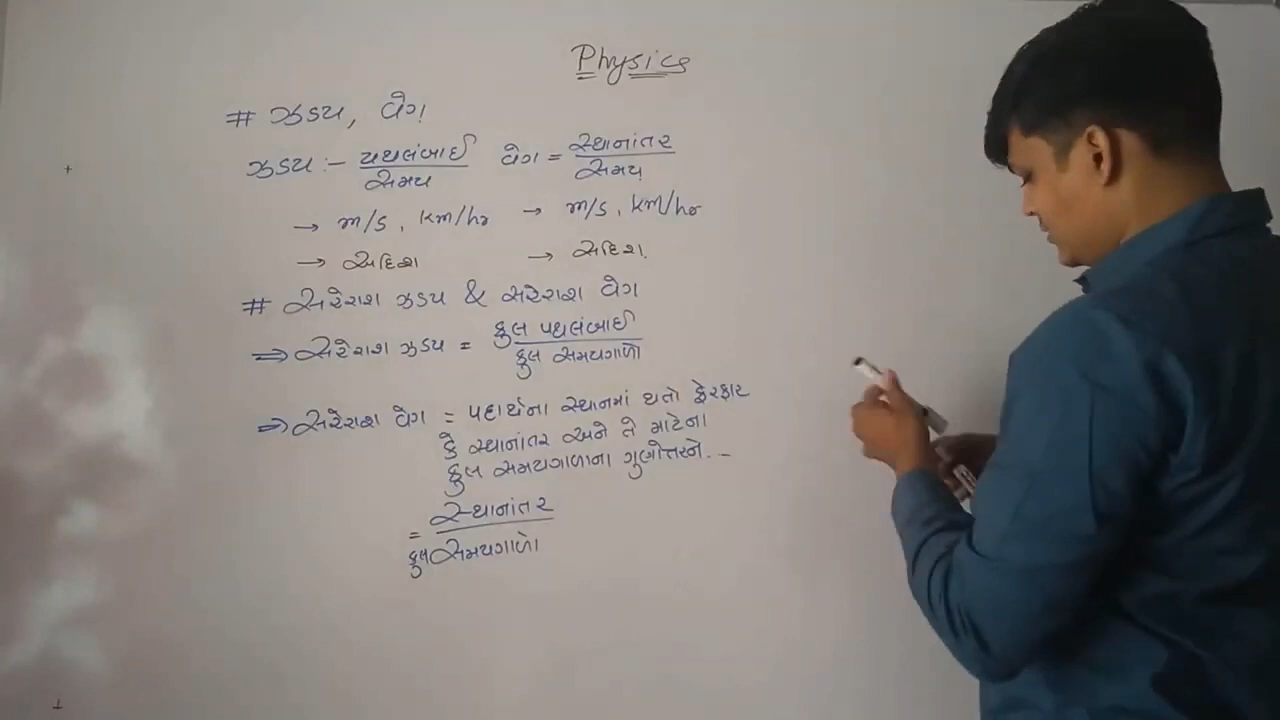 Physics
# ઝડપ, વેગ
ઝડપ :- પથલંબાઈ / સમય વેગ = સ્થાનાંતર / સમય
→ m/s, km/hr → m/s, km/hr
→ અદિશ → સદિશ.
# સરેરાશ ઝડપ & સરેરાશ વેગ
⇒ સરેરાશ ઝડપ = કુલ પથલંબાઈ / કુલ સમયગાળો
⇒ સરેરાશ વેગ = પદાર્થના સ્થાનમાં થતો ફેરફાર
કે સ્થાનાંતર અને તે માટેના
કુલ સમયગાળાના ગુણોત્તરને..–
= સ્થાનાંતર / કુલ સમયગાળો